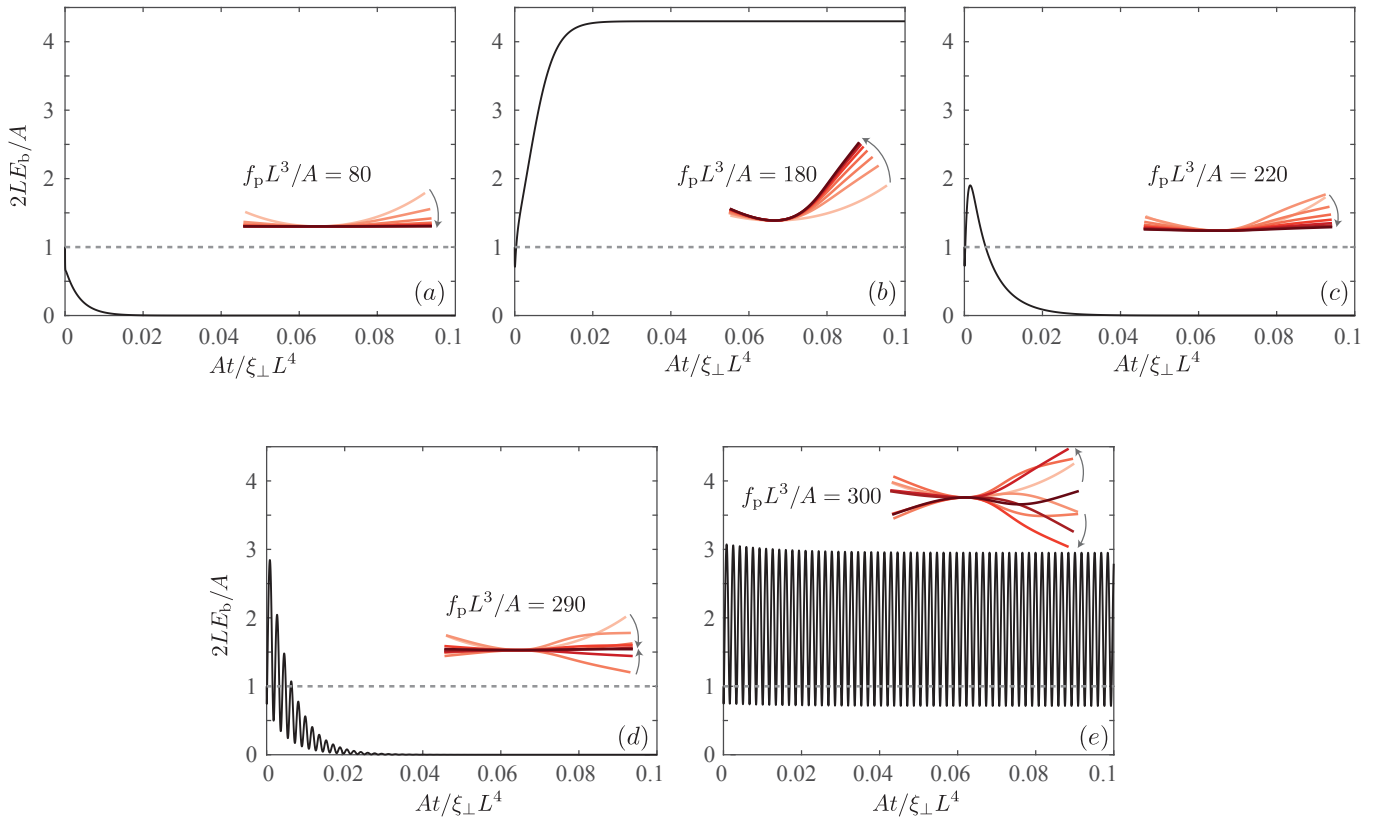 4
3
2
1
0
2LE_b/A
f_pL^3/A = 80
(a)
0 0.02 0.04 0.06 0.08 0.1
At/ξ_⊥L^4
4
3
2
1
0
f_pL^3/A = 180
(b)
0 0.02 0.04 0.06 0.08 0.1
At/ξ_⊥L^4
4
3
2
1
0
f_pL^3/A = 220
(c)
0 0.02 0.04 0.06 0.08 0.1
At/ξ_⊥L^4
4
3
2
1
0
2LE_b/A
f_pL^3/A = 290
(d)
0 0.02 0.04 0.06 0.08 0.1
At/ξ_⊥L^4
4
3
2
1
0
f_pL^3/A = 300
(e)
0 0.02 0.04 0.06 0.08 0.1
At/ξ_⊥L^4